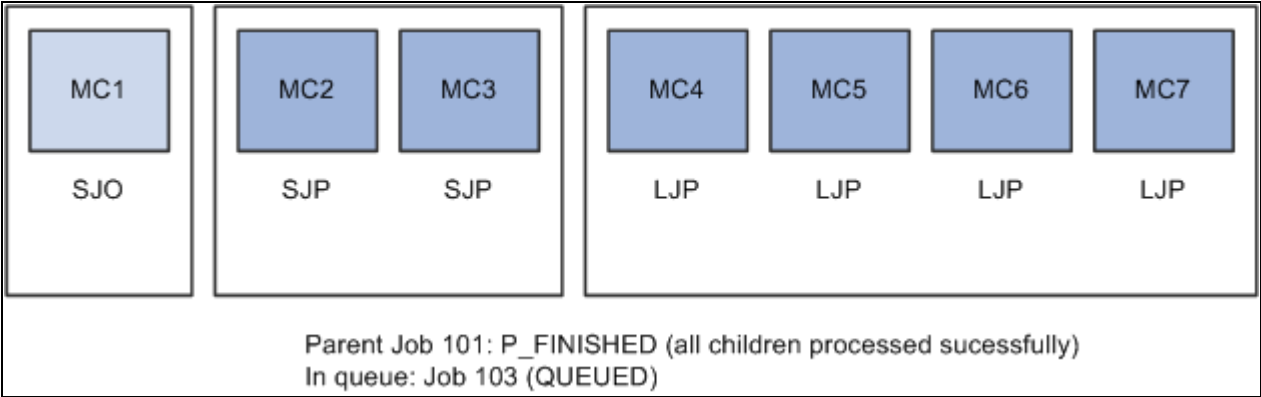 MC1 MC2 MC3 MC4 MC5 MC6 MC7
SJO SJP SJP LJP LJP LJP LJP
Parent Job 101: P_FINISHED (all children processed sucessfully)
In queue: Job 103 (QUEUED)